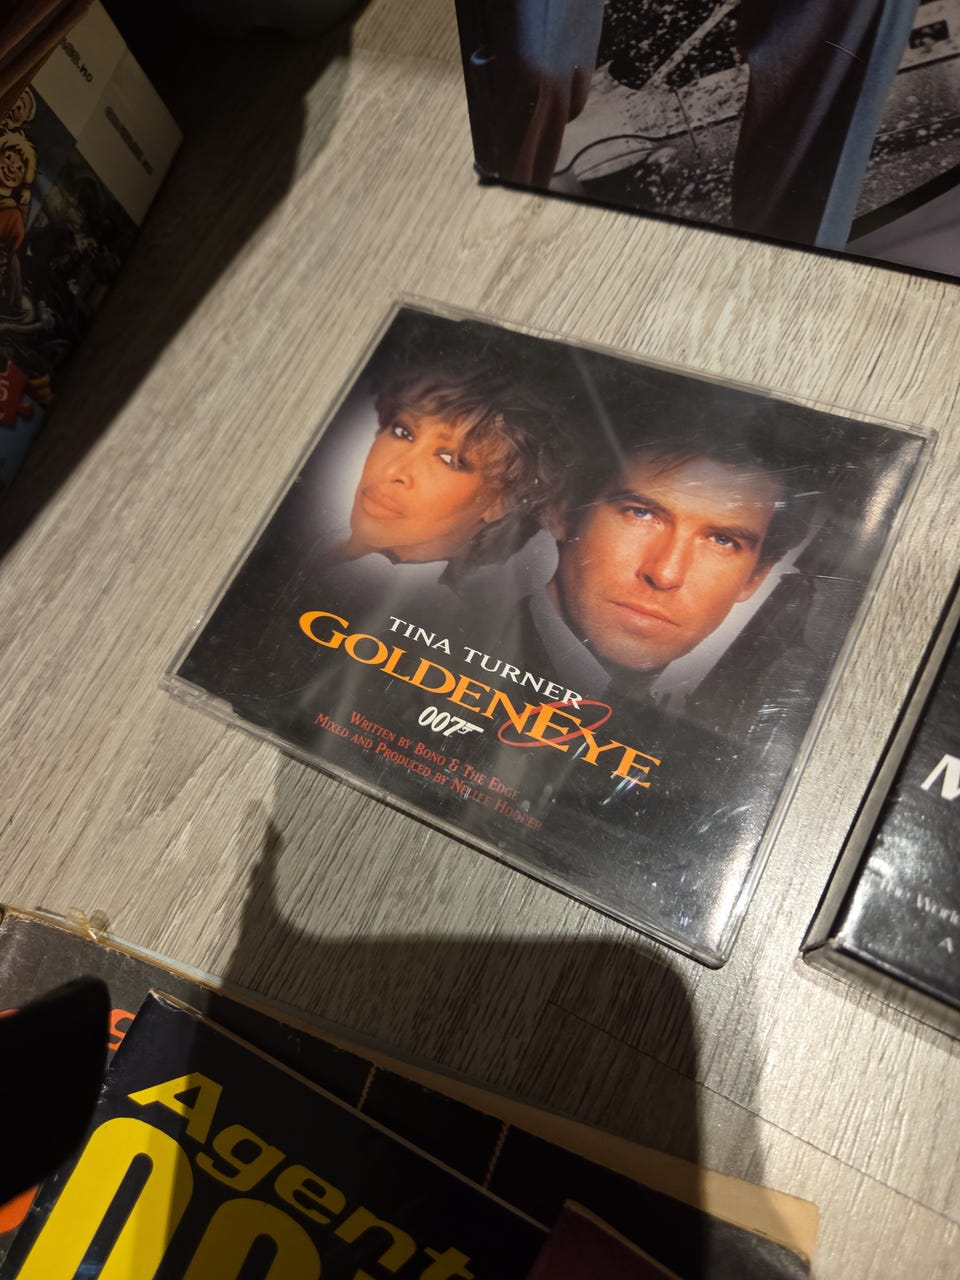 TINA TURNER
GOLDENEYE
007
WRITTEN BY BONO & THE EDGE
MIXED AND PRODUCED BY NELLEE HOOPER
Agent
A